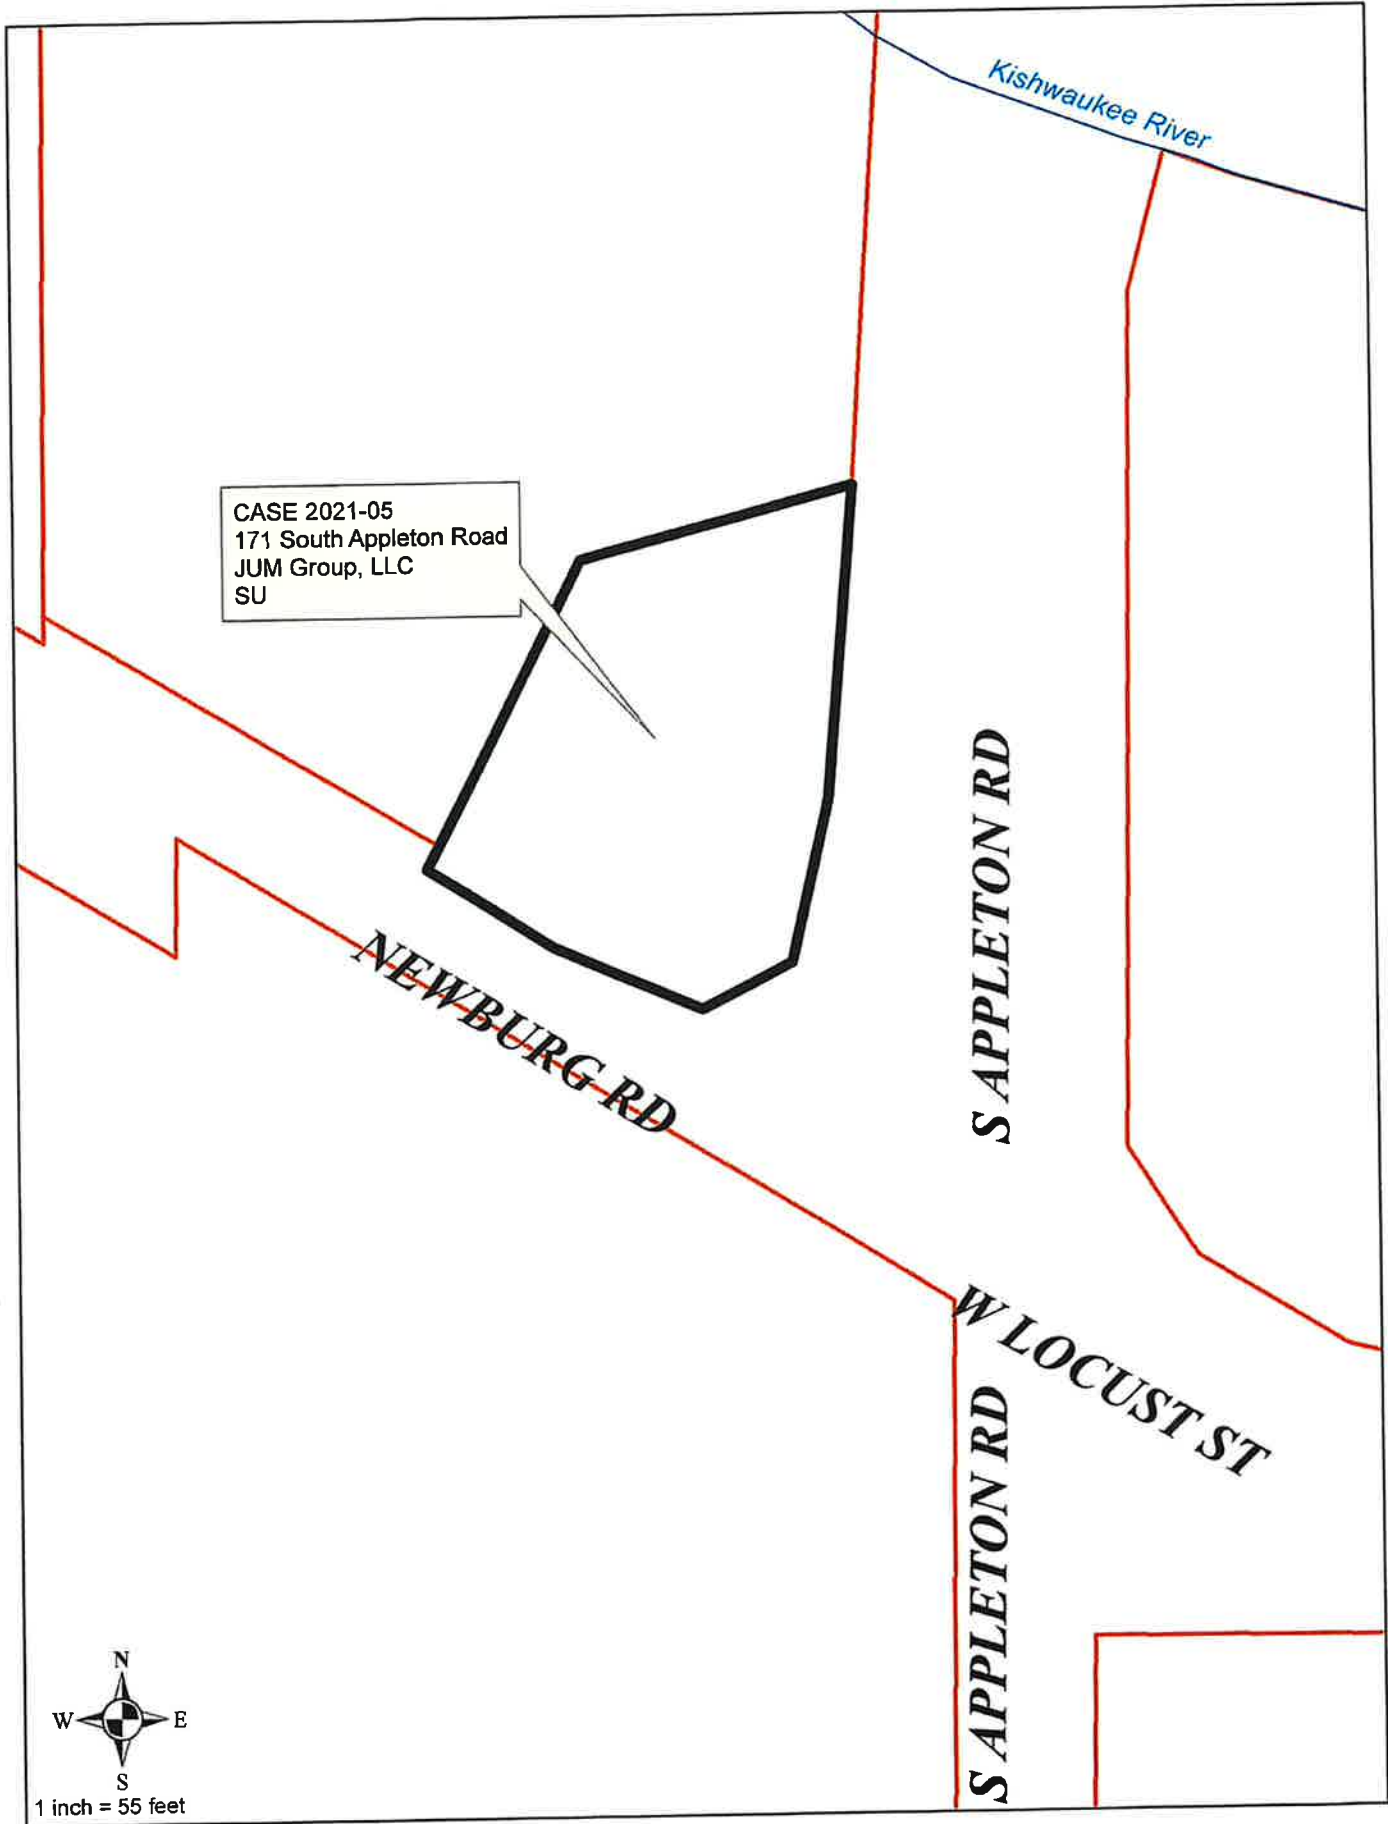 Kishwaukee River
CASE 2021-05
171 South Appleton Road
JUM Group, LLC
SU
S APPLETON RD
NEWBURG RD
W LOCUST ST
S APPLETON RD
N
W E
S
1 inch = 55 feet